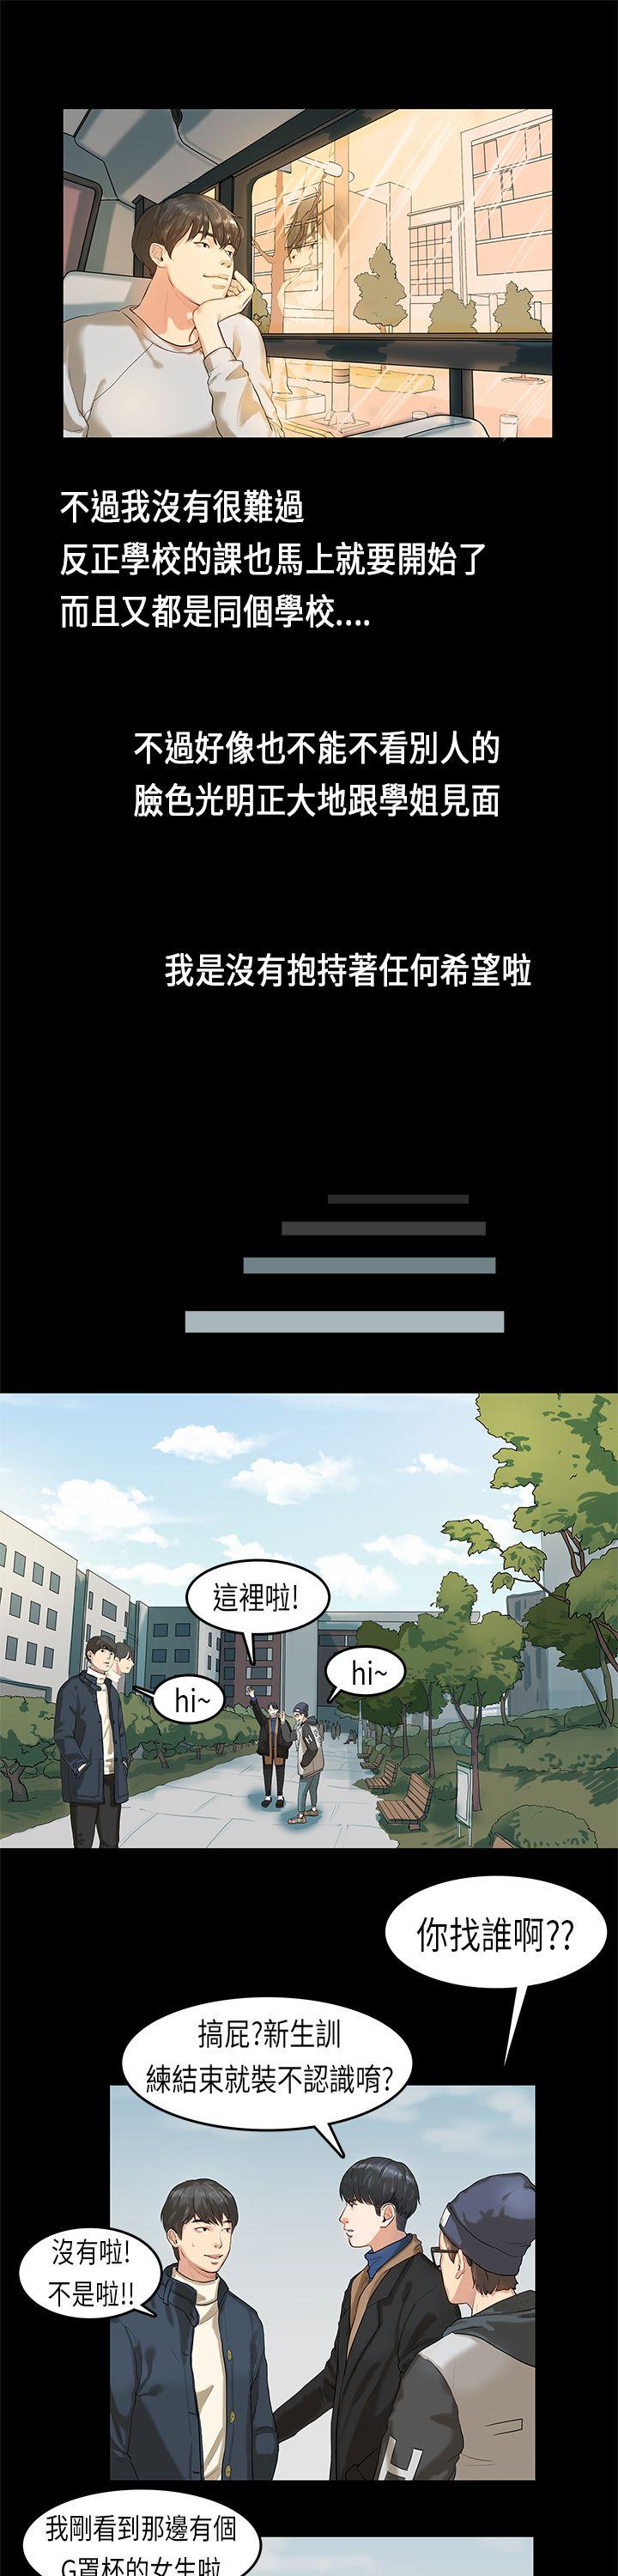 不過我沒有很難過
反正學校的課也馬上就要開始了
而且又都是同個學校....
不過好像也不能不看別人的
臉色光明正大地跟學姐見面
我是沒有抱持著任何希望啦
這裡啦!
hi~
hi~
你找誰啊??
搞屁?新生訓
練結束就裝不認識唷?
沒有啦!
不是啦!!
我剛看到那邊有個
G罩杯的女生啦
H